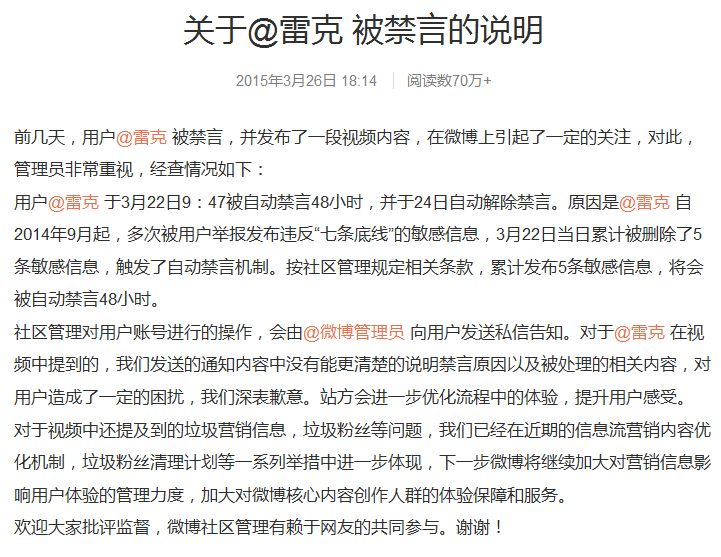 关于@雷克 被禁言的说明
2015年3月26日 18:14 阅读数70万+
前几天，用户@雷克 被禁言，并发布了一段视频内容，在微博上引起了一定的关注，对此，
管理员非常重视，经查情况如下：
用户@雷克 于3月22日9：47被自动禁言48小时，并于24日自动解除禁言。原因是@雷克 自
2014年9月起，多次被用户举报发布违反“七条底线”的敏感信息，3月22日当日累计被删除了5
条敏感信息，触发了自动禁言机制。按社区管理规定相关条款，累计发布5条敏感信息，将会
被自动禁言48小时。
社区管理对用户账号进行的操作，会由@微博管理员 向用户发送私信告知。对于@雷克 在视
频中提到的，我们发送的通知内容中没有能更清楚的说明禁言原因以及被处理的相关内容，对
用户造成了一定的困扰，我们深表歉意。站方会进一步优化流程中的体验，提升用户感受。
对于视频中还提及到的垃圾营销信息，垃圾粉丝等问题，我们已经在近期的信息流营销内容优
化机制，垃圾粉丝清理计划等一系列举措中进一步体现，下一步微博将继续加大对营销信息影
响用户体验的管理力度，加大对微博核心内容创作人群的体验保障和服务。
欢迎大家批评监督，微博社区管理有赖于网友的共同参与。谢谢！